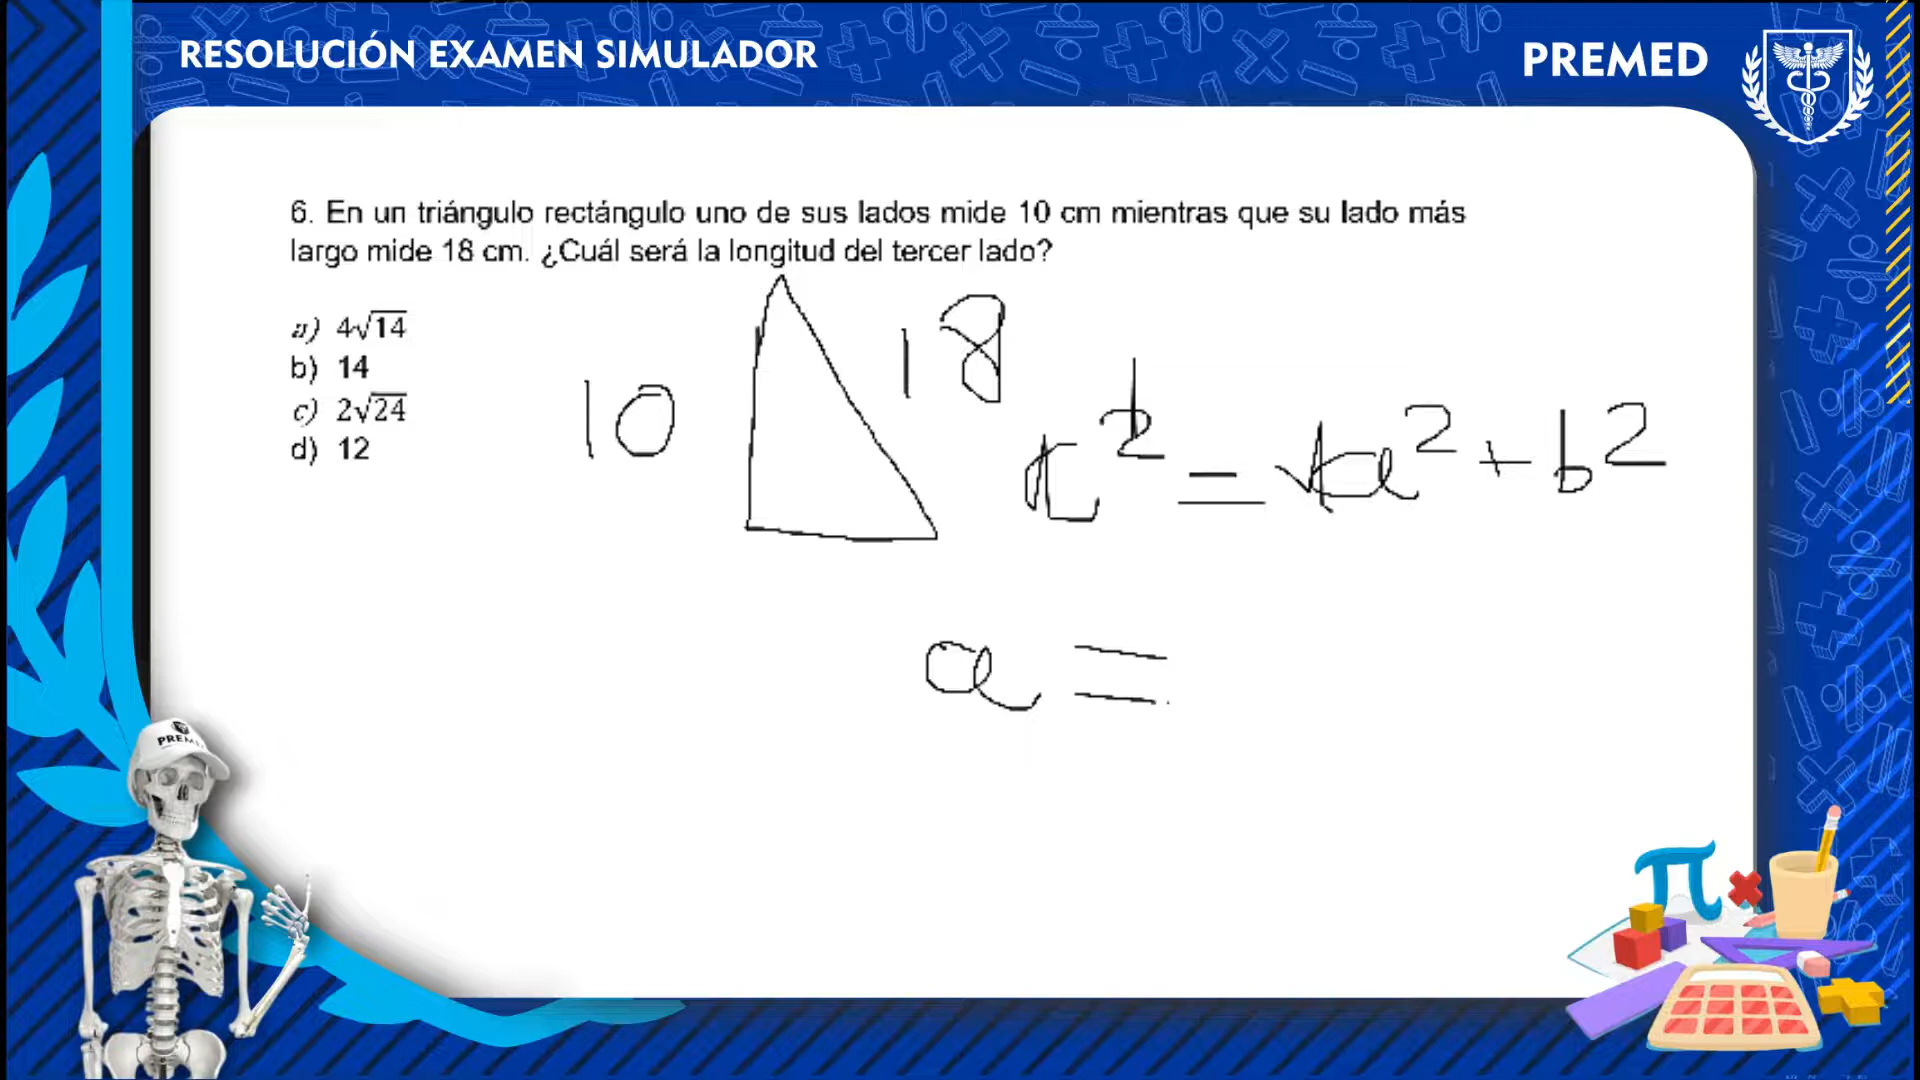 RESOLUCIÓN EXAMEN SIMULADOR
PREMED
6. En un triángulo rectángulo uno de sus lados mide 10 cm mientras que su lado más
largo mide 18 cm. ¿Cuál será la longitud del tercer lado?
a) 4√14
b) 14
c) 2√24
d) 12
10
18
² = a² + b²
a =
PREMED